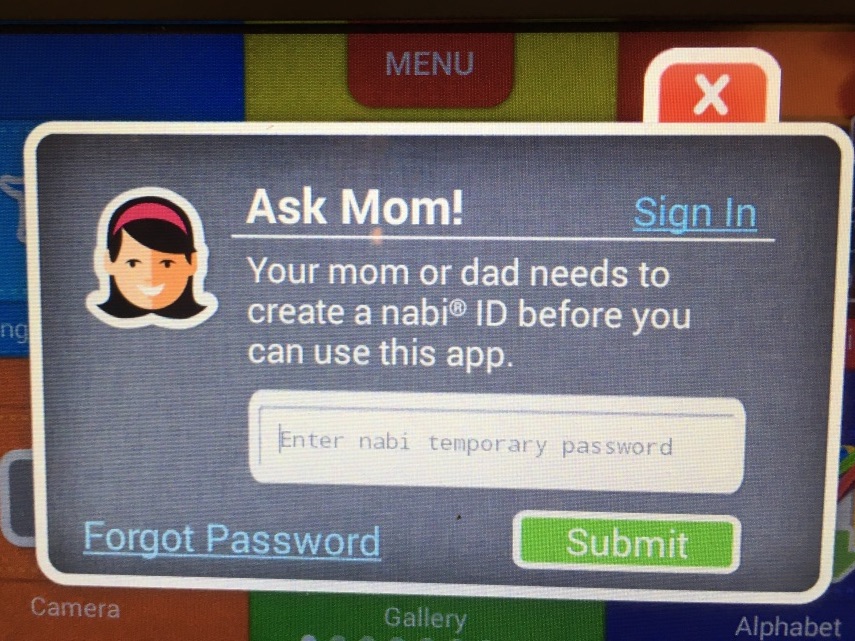 MENU
X
Ask Mom!
Sign In
Your mom or dad needs to
create a nabi® ID before you
can use this app.
Enter nabi temporary password
Forgot Password
Submit
Camera
Gallery
Alphabet